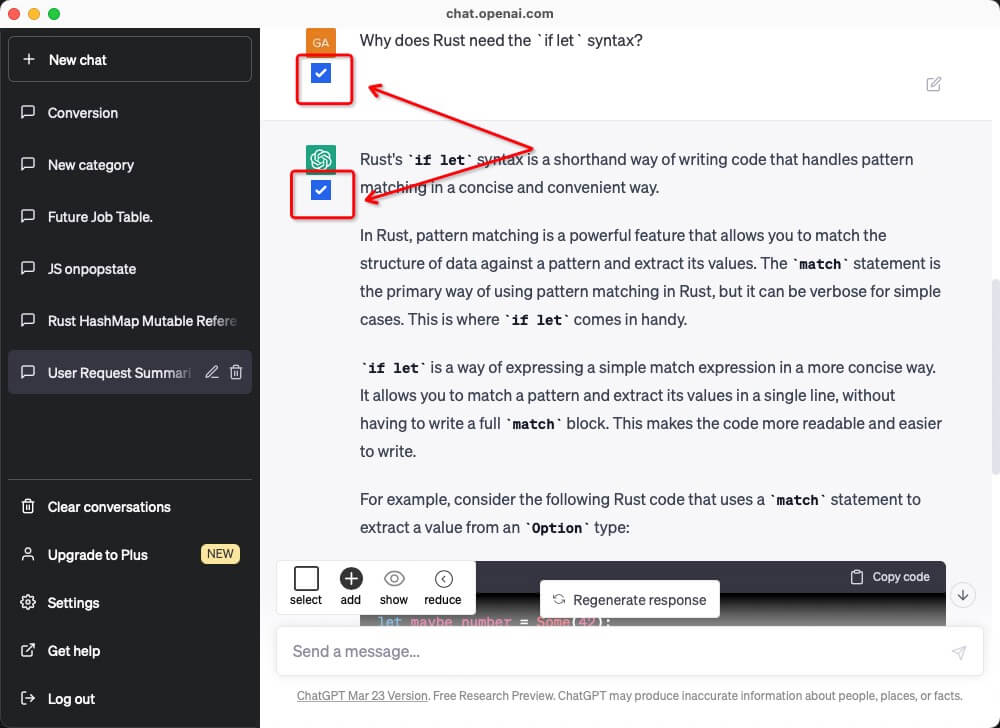 chat.openai.com
New chat
Conversion
New category
Future Job Table.
JS onpopstate
Rust HashMap Mutable Refere
User Request Summari
Clear conversations
Upgrade to Plus NEW
Settings
Get help
Log out
GA
Why does Rust need the `if let` syntax?
Rust's `if let` syntax is a shorthand way of writing code that handles pattern
matching in a concise and convenient way.
In Rust, pattern matching is a powerful feature that allows you to match the
structure of data against a pattern and extract its values. The `match` statement is
the primary way of using pattern matching in Rust, but it can be verbose for simple
cases. This is where `if let` comes in handy.
`if let` is a way of expressing a simple match expression in a more concise way.
It allows you to match a pattern and extract its values in a single line, without
having to write a full `match` block. This makes the code more readable and easier
to write.
For example, consider the following Rust code that uses a `match` statement to
extract a value from an `Option` type:
Copy code
select add show reduce
Regenerate response
let maybe_number = Some(42);
Send a message...
ChatGPT Mar 23 Version. Free Research Preview. ChatGPT may produce inaccurate information about people, places, or facts.